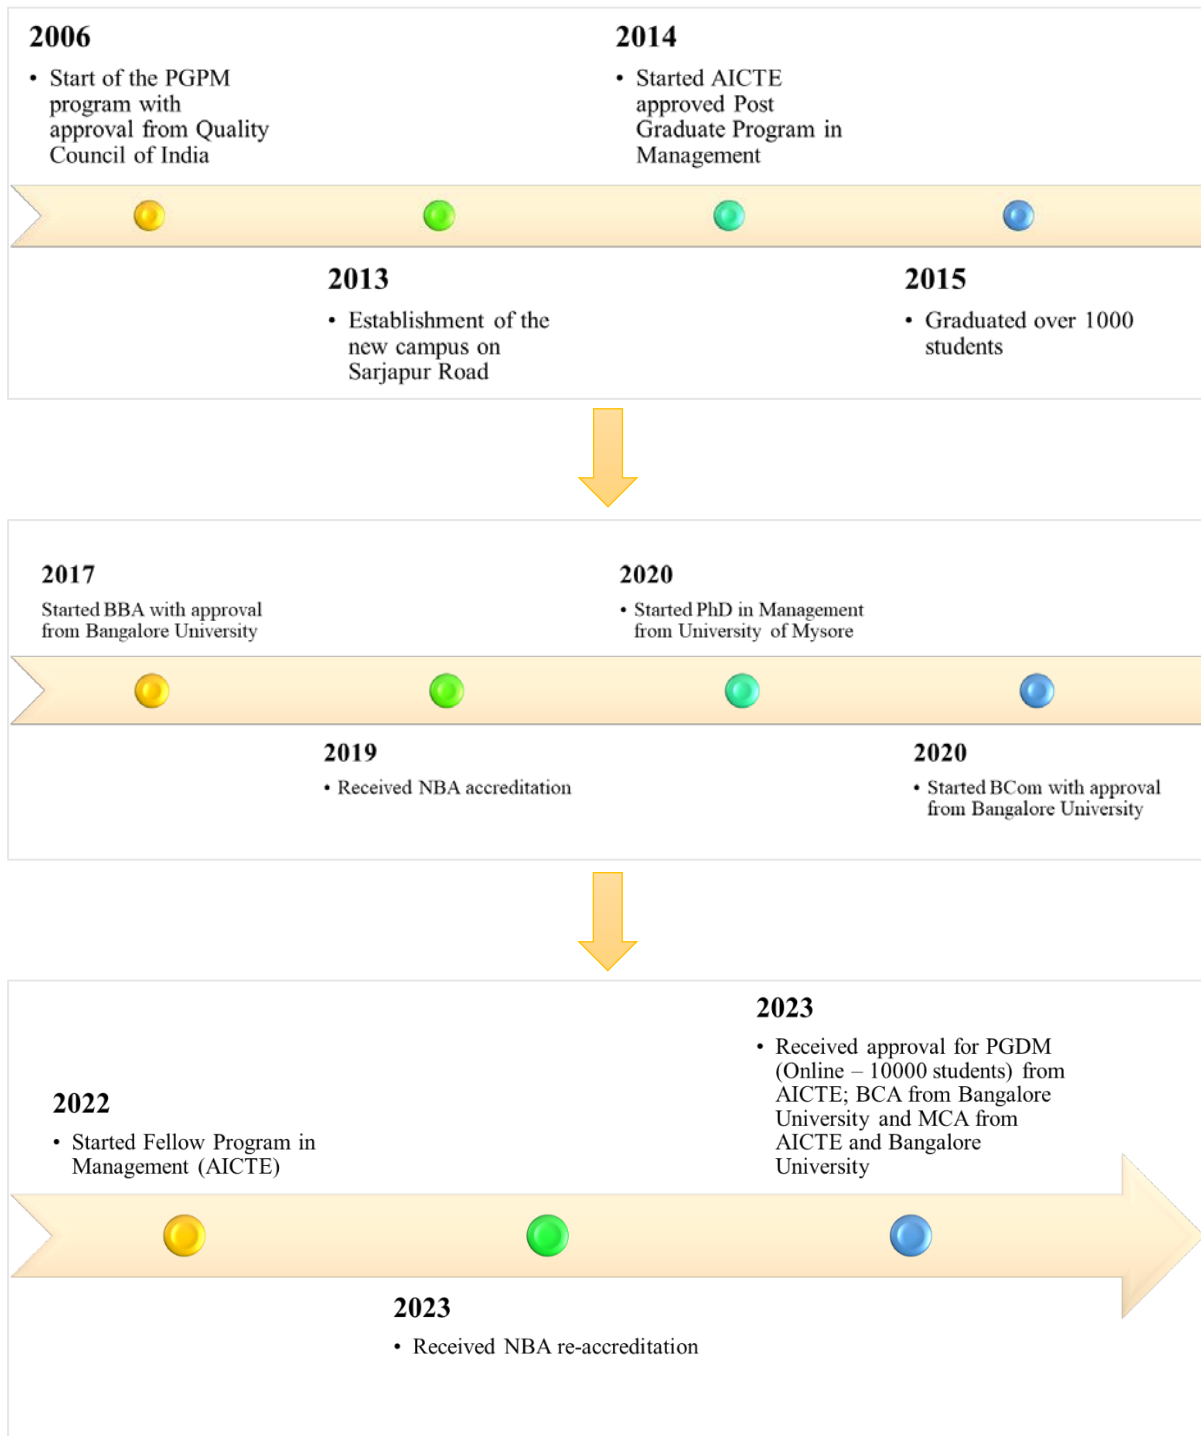 2006
• Start of the PGPM
program with
approval from Quality
Council of India
2013
• Establishment of the
new campus on
Sarjapur Road
2014
• Started AICTE
approved Post
Graduate Program in
Management
2015
• Graduated over 1000
students
2017
Started BBA with approval
from Bangalore University
2019
• Received NBA accreditation
2020
• Started PhD in Management
from University of Mysore
2020
• Started BCom with approval
from Bangalore University
2022
• Started Fellow Program in
Management (AICTE)
2023
• Received NBA re-accreditation
2023
• Received approval for PGDM
(Online – 10000 students) from
AICTE; BCA from Bangalore
University and MCA from
AICTE and Bangalore
University